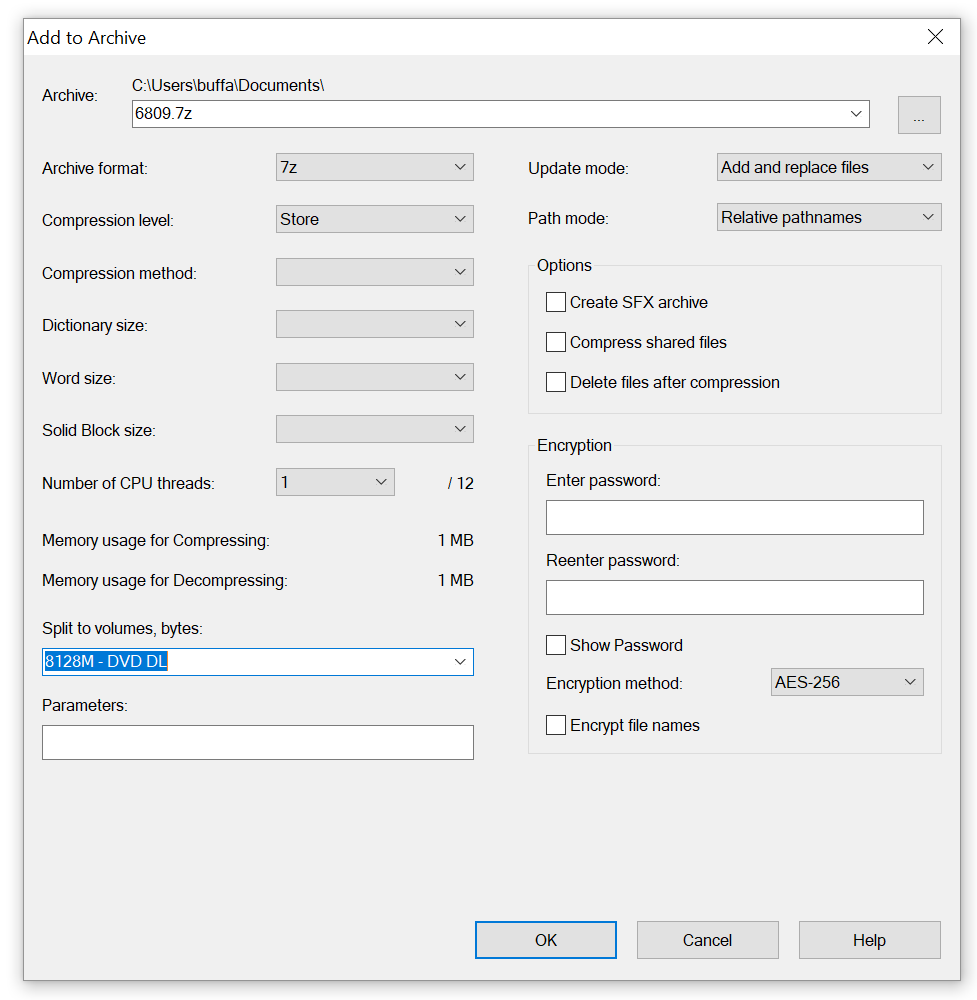 Add to Archive
Archive:
C:\Users\buffa\Documents\
6809.7z
...
Archive format:
7z
Compression level:
Store
Compression method:
Dictionary size:
Word size:
Solid Block size:
Number of CPU threads:
1
/ 12
Memory usage for Compressing:
1 MB
Memory usage for Decompressing:
1 MB
Split to volumes, bytes:
8128M - DVD DL
Parameters:
Update mode:
Add and replace files
Path mode:
Relative pathnames
Options
Create SFX archive
Compress shared files
Delete files after compression
Encryption
Enter password:
Reenter password:
Show Password
Encryption method:
AES-256
Encrypt file names
OK
Cancel
Help